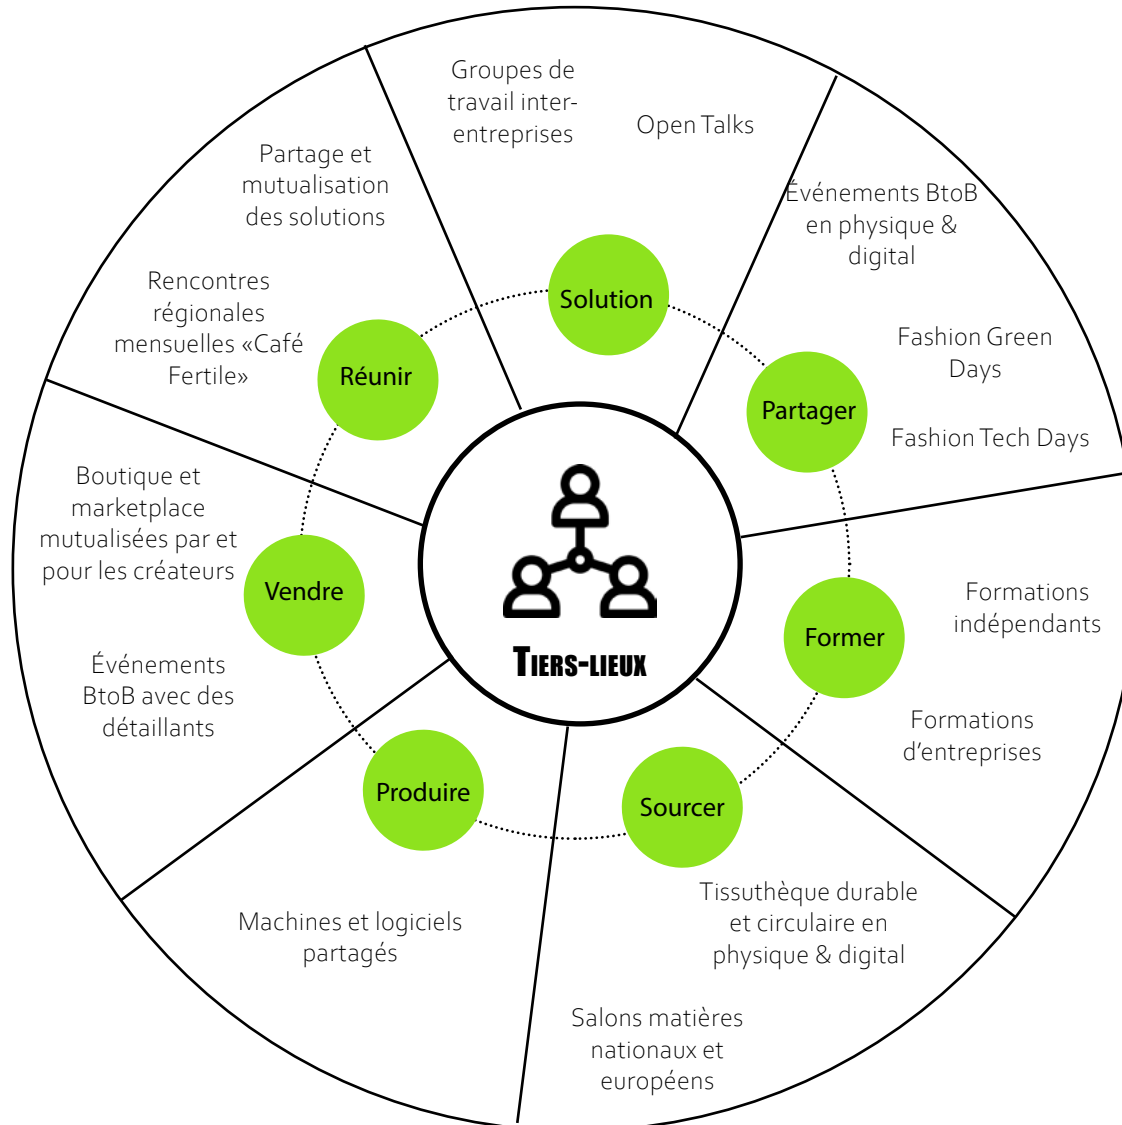 Groupes de
travail inter-
entreprises
Open Talks
Solution
Événements BtoB
en physique &
digital
Fashion Green
Days
Fashion Tech Days
Partager
Formations
indépendants
Formations
d’entreprises
Former
Tissuthèque durable
et circulaire en
physique & digital
Salons matières
nationaux et
européens
Sourcer
Machines et logiciels
partagés
Produire
Boutique et
marketplace
mutualisées par et
pour les créateurs
Événements
BtoB avec des
détaillants
Vendre
Partage et
mutualisation
des solutions
Rencontres
régionales
mensuelles «Café
Fertile»
Réunir
TIERS-LIEUX